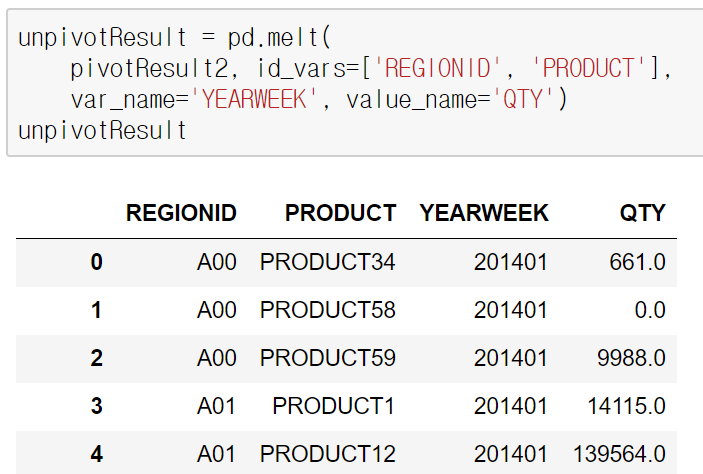 unpivotResult = pd.melt(
    pivotResult2, id_vars=['REGIONID', 'PRODUCT'],
    var_name='YEARWEEK', value_name='QTY')
unpivotResult
REGIONID PRODUCT YEARWEEK QTY
0 A00 PRODUCT34 201401 661.0
1 A00 PRODUCT58 201401 0.0
2 A00 PRODUCT59 201401 9988.0
3 A01 PRODUCT1 201401 14115.0
4 A01 PRODUCT12 201401 139564.0